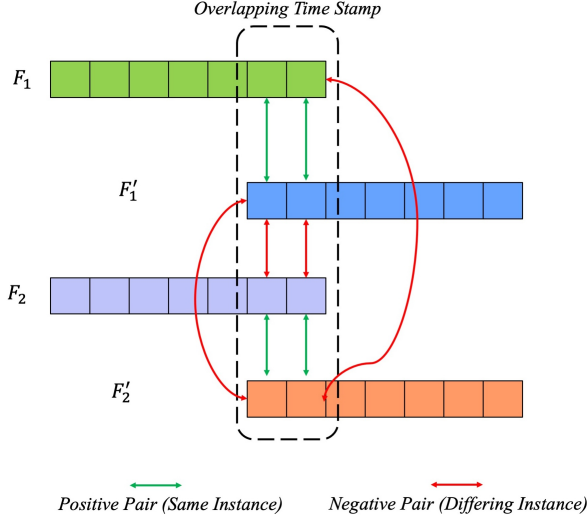 Overlapping Time Stamp
F₁
F₁′
F₂
F₂′
Positive Pair (Same Instance)
Negative Pair (Differing Instance)